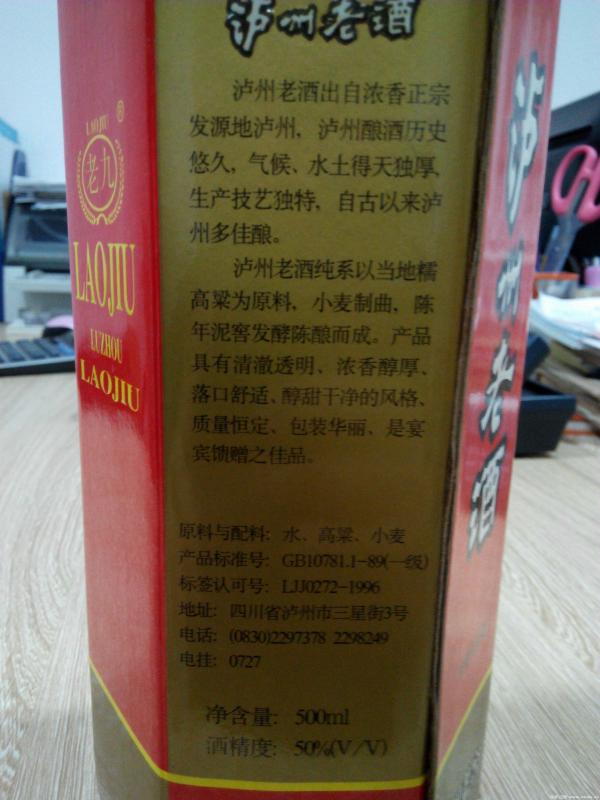 泸州老酒
泸州老酒出自浓香正宗
发源地泸州，泸州酿酒历史
悠久，气候、水土得天独厚，
生产技艺独特，自古以来泸
州多佳酿。
泸州老酒纯系以当地糯
高粱为原料，小麦制曲，陈
年泥窖发酵陈酿而成。产品
具有清澈透明、浓香醇厚、
落口舒适、醇甜干净的风格、
质量恒定、包装华丽、是宴
宾馈赠之佳品。
原料与配料：水、高粱、小麦
产品标准号：GB10781.1-89(一级)
标签认可号：LJJ0272-1996
地址：四川省泸州市三星街3号
电话：(0830)2297378 2298249
电挂：0727
净含量：500ml
酒精度：50%(V/V)
LAOJIU
®
老九
LAOJIU
LUZHOU
LAOJIU
泸州老酒